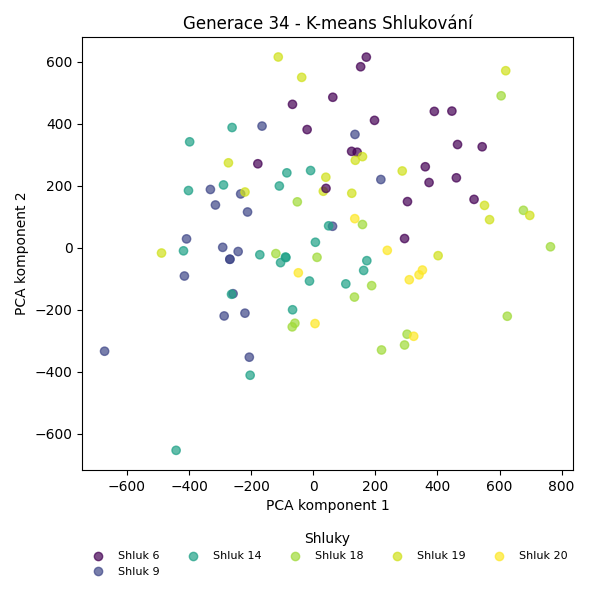 Generace 34 - K-means Shlukování
PCA komponent 2
600
400
200
0
−200
−400
−600
−600 −400 −200 0 200 400 600 800
PCA komponent 1
Shluky
Shluk 6 Shluk 14 Shluk 18 Shluk 19 Shluk 20
Shluk 9